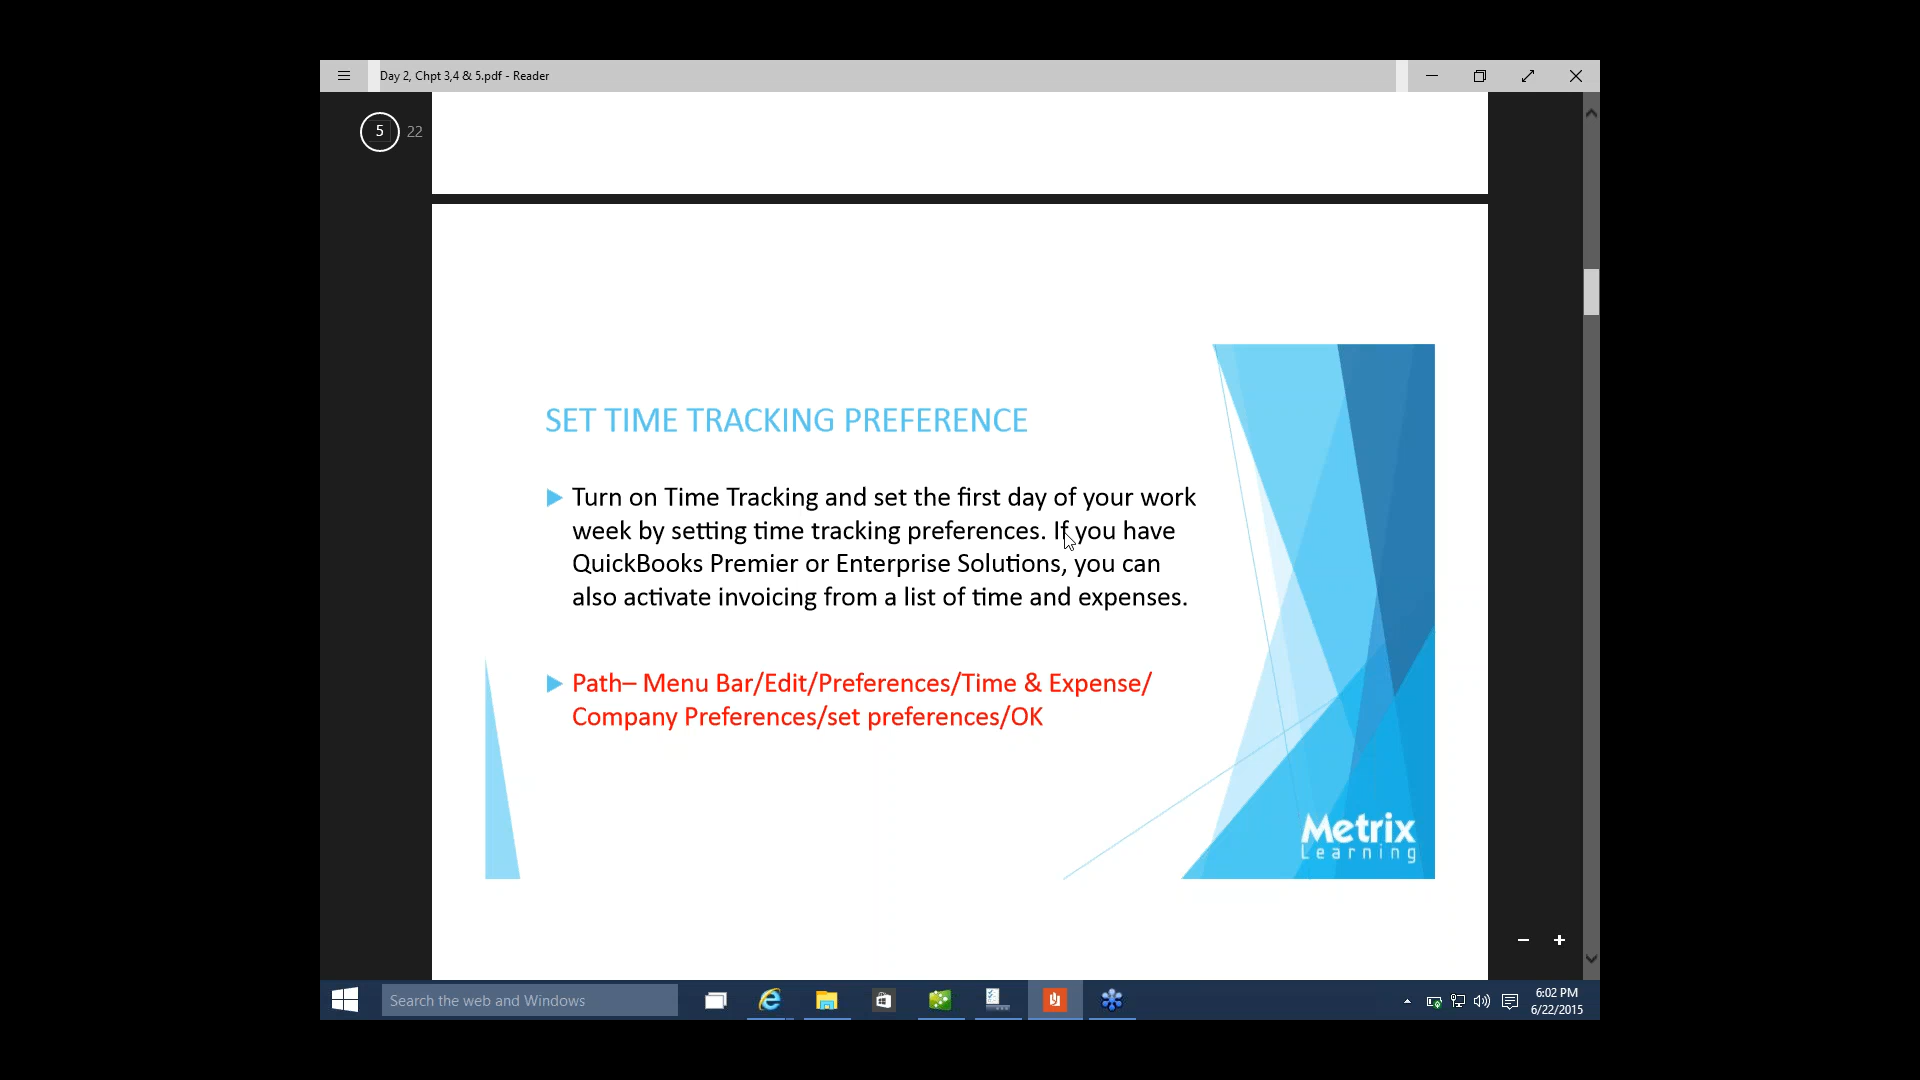 Day 2, Chpt 3,4 & 5.pdf - Reader
5 22
SET TIME TRACKING PREFERENCE
Turn on Time Tracking and set the first day of your work
week by setting time tracking preferences. If you have
QuickBooks Premier or Enterprise Solutions, you can
also activate invoicing from a list of time and expenses.
Path– Menu Bar/Edit/Preferences/Time & Expense/
Company Preferences/set preferences/OK
Metrix
Learning
Search the web and Windows
6:02 PM
6/22/2015